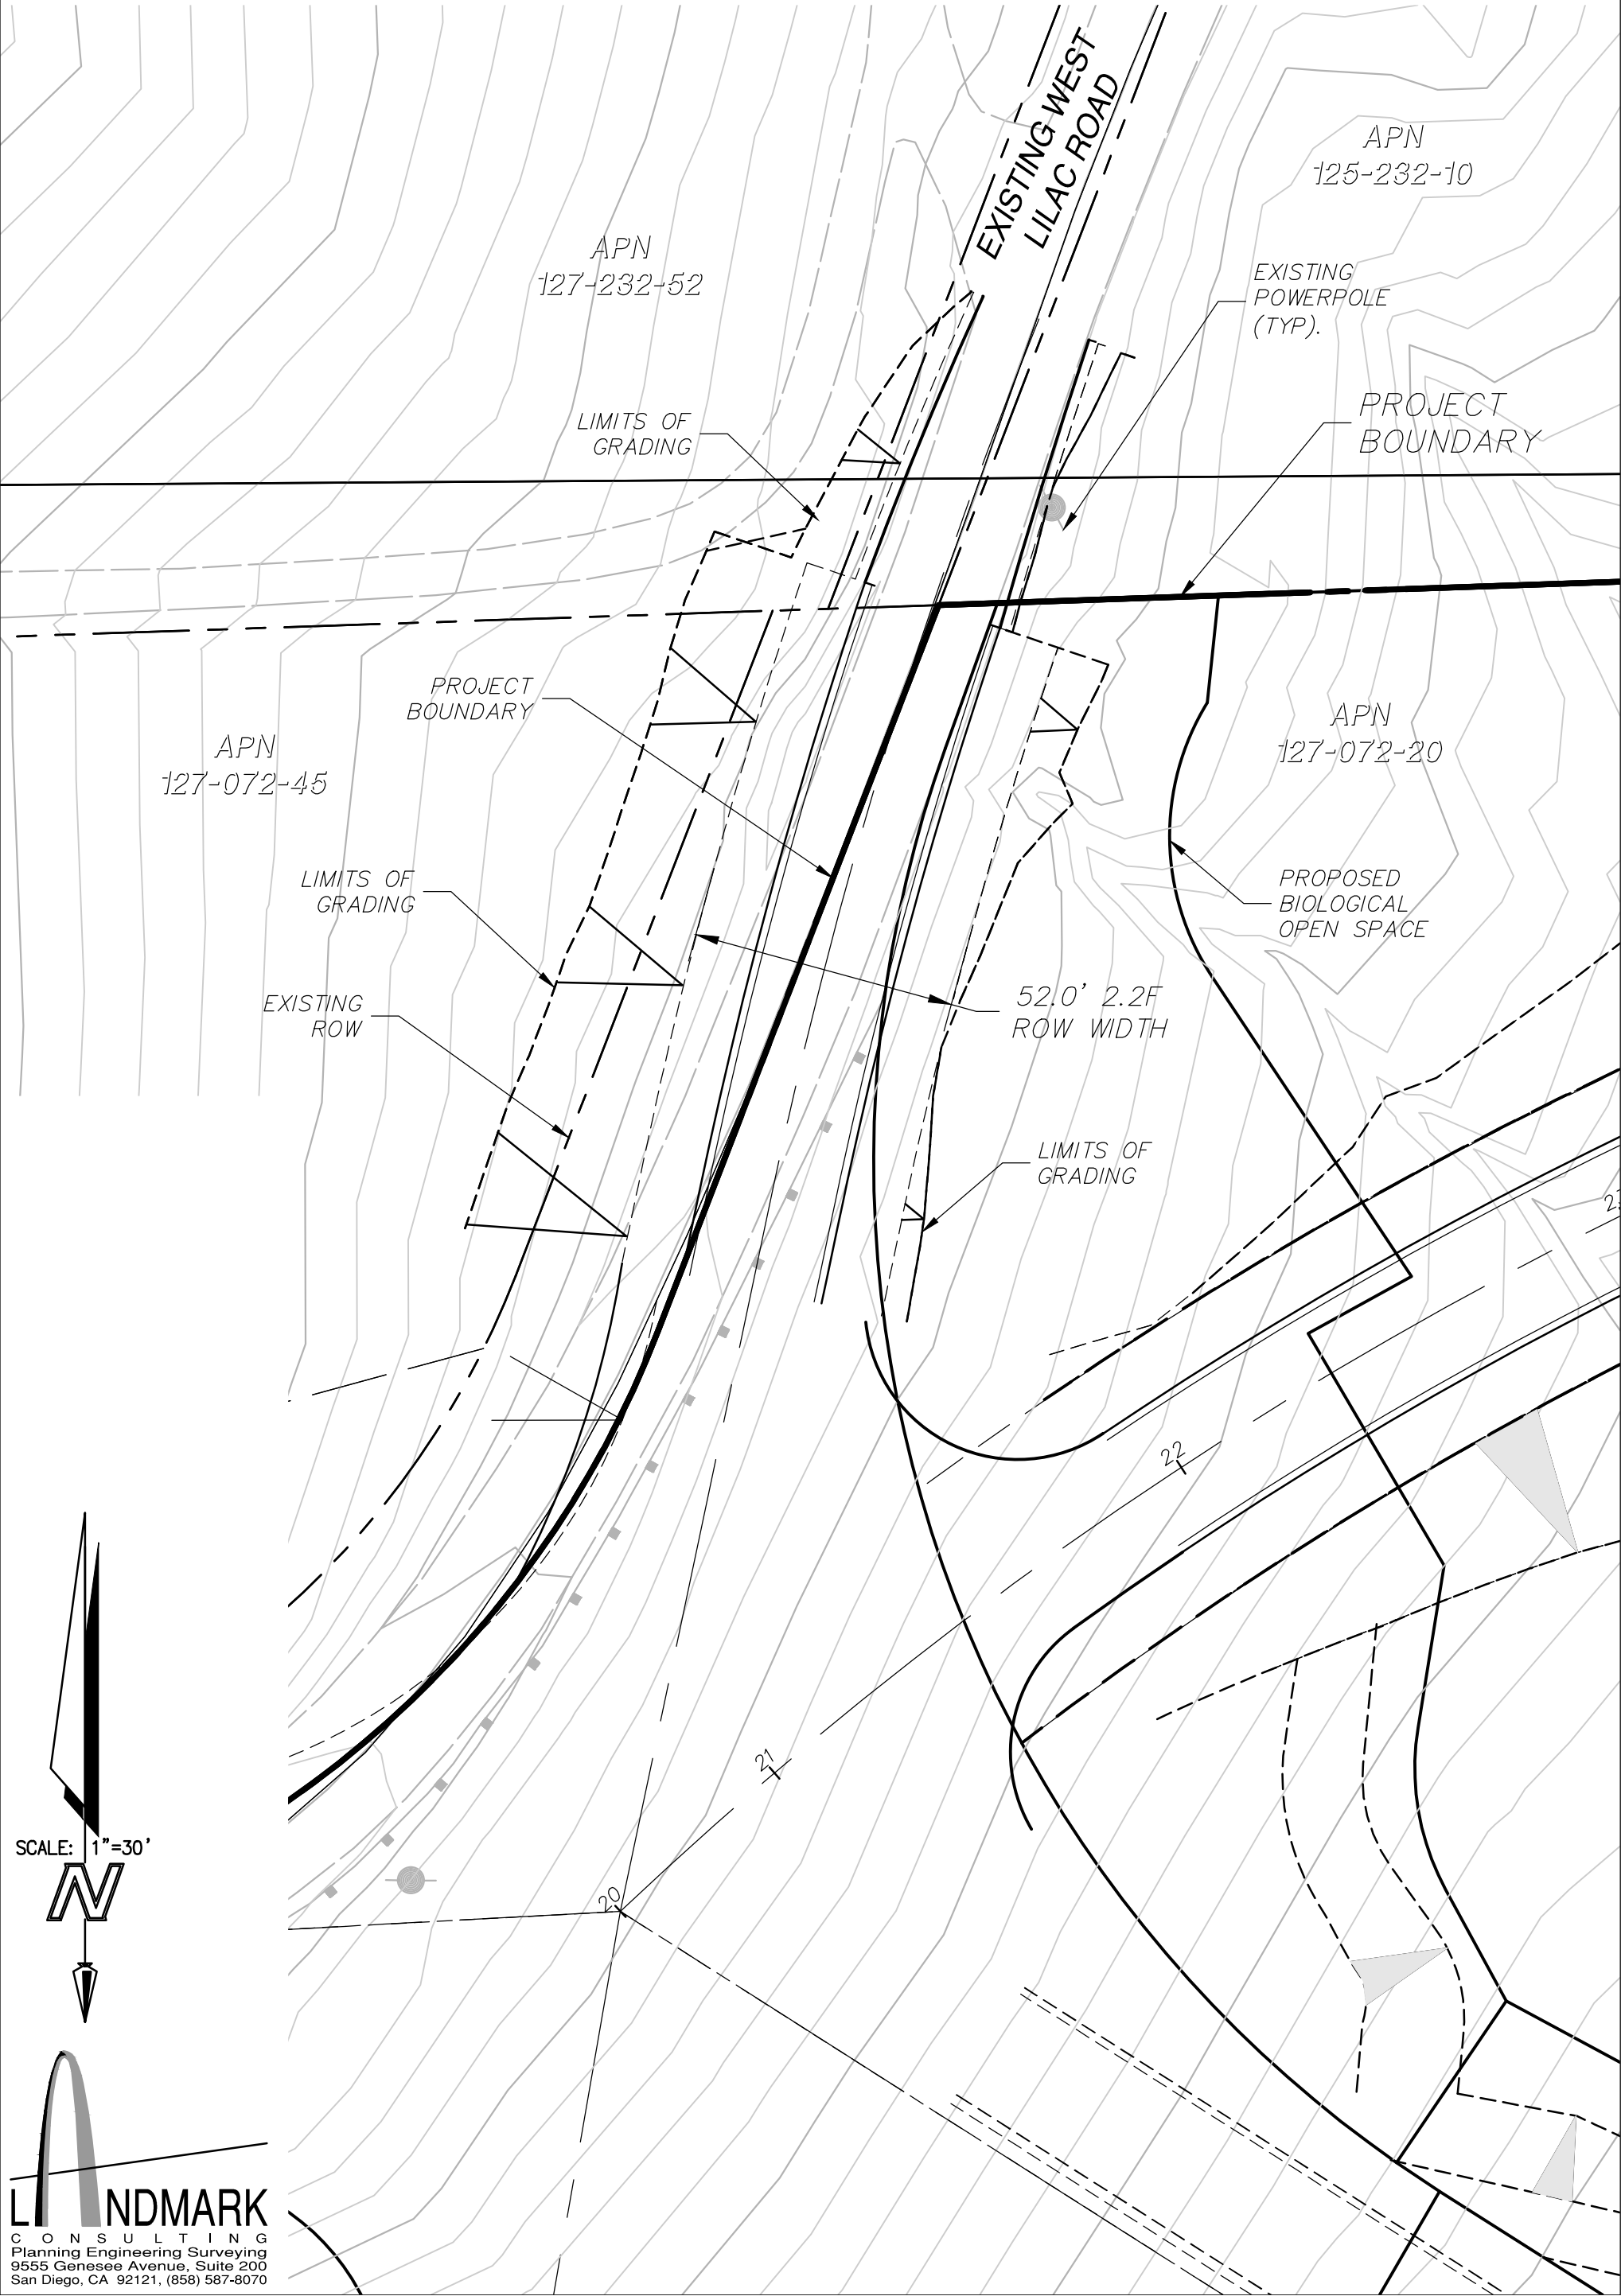 EXISTING WEST
LILAC ROAD
APN
125-232-10
APN
127-232-52
EXISTING
POWERPOLE
(TYP).
LIMITS OF
GRADING
PROJECT
BOUNDARY
PROJECT
BOUNDARY
APN
127-072-45
APN
127-072-20
LIMITS OF
GRADING
PROPOSED
BIOLOGICAL
OPEN SPACE
EXISTING
ROW
52.0' 2.2F
ROW WIDTH
LIMITS OF
GRADING
22
21
20
SCALE: 1"=30'
N
LANDMARK
CONSULTING
Planning Engineering Surveying
9555 Genesee Avenue, Suite 200
San Diego, CA 92121, (858) 587-8070